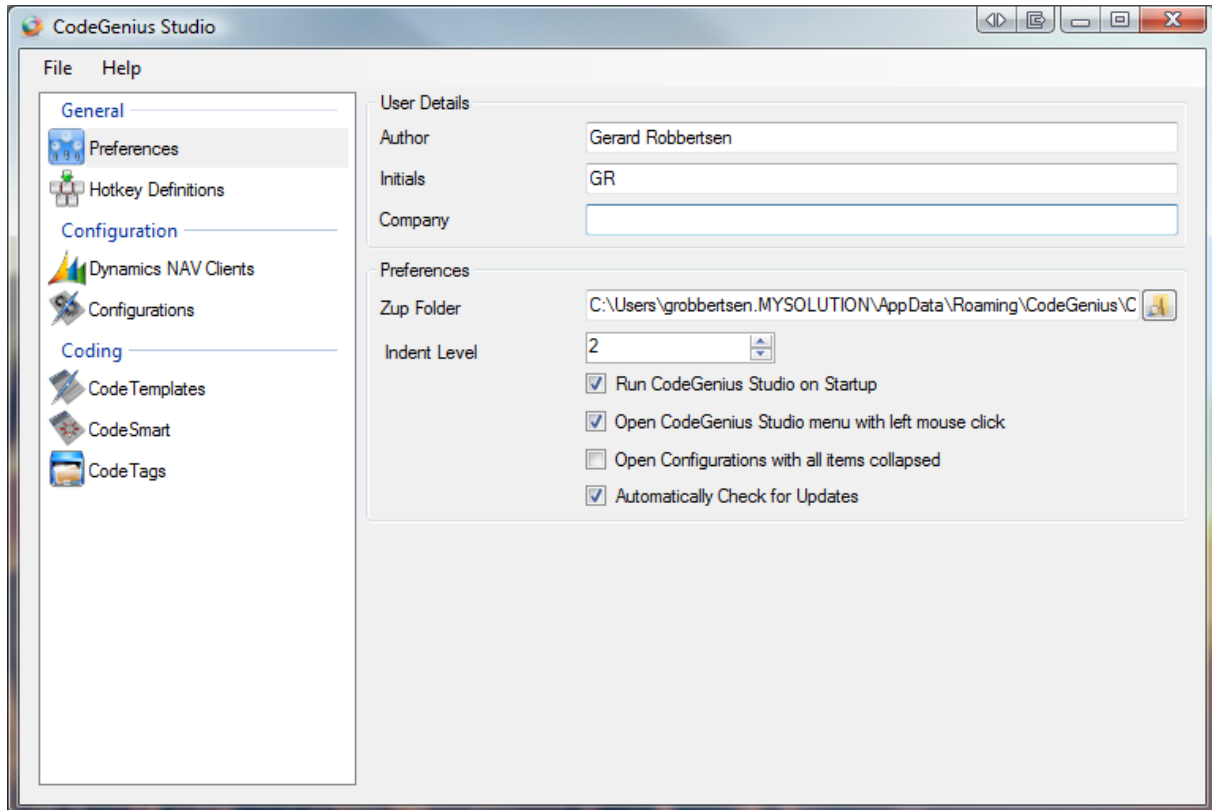 CodeGenius Studio
File Help
General
Preferences
Hotkey Definitions
Configuration
Dynamics NAV Clients
Configurations
Coding
CodeTemplates
CodeSmart
CodeTags
User Details
Author Gerard Robbertsen
Initials GR
Company
Preferences
Zup Folder C:\Users\grobbertsen.MYSOLUTION\AppData\Roaming\CodeGenius\C
Indent Level 2
Run CodeGenius Studio on Startup
Open CodeGenius Studio menu with left mouse click
Open Configurations with all items collapsed
Automatically Check for Updates